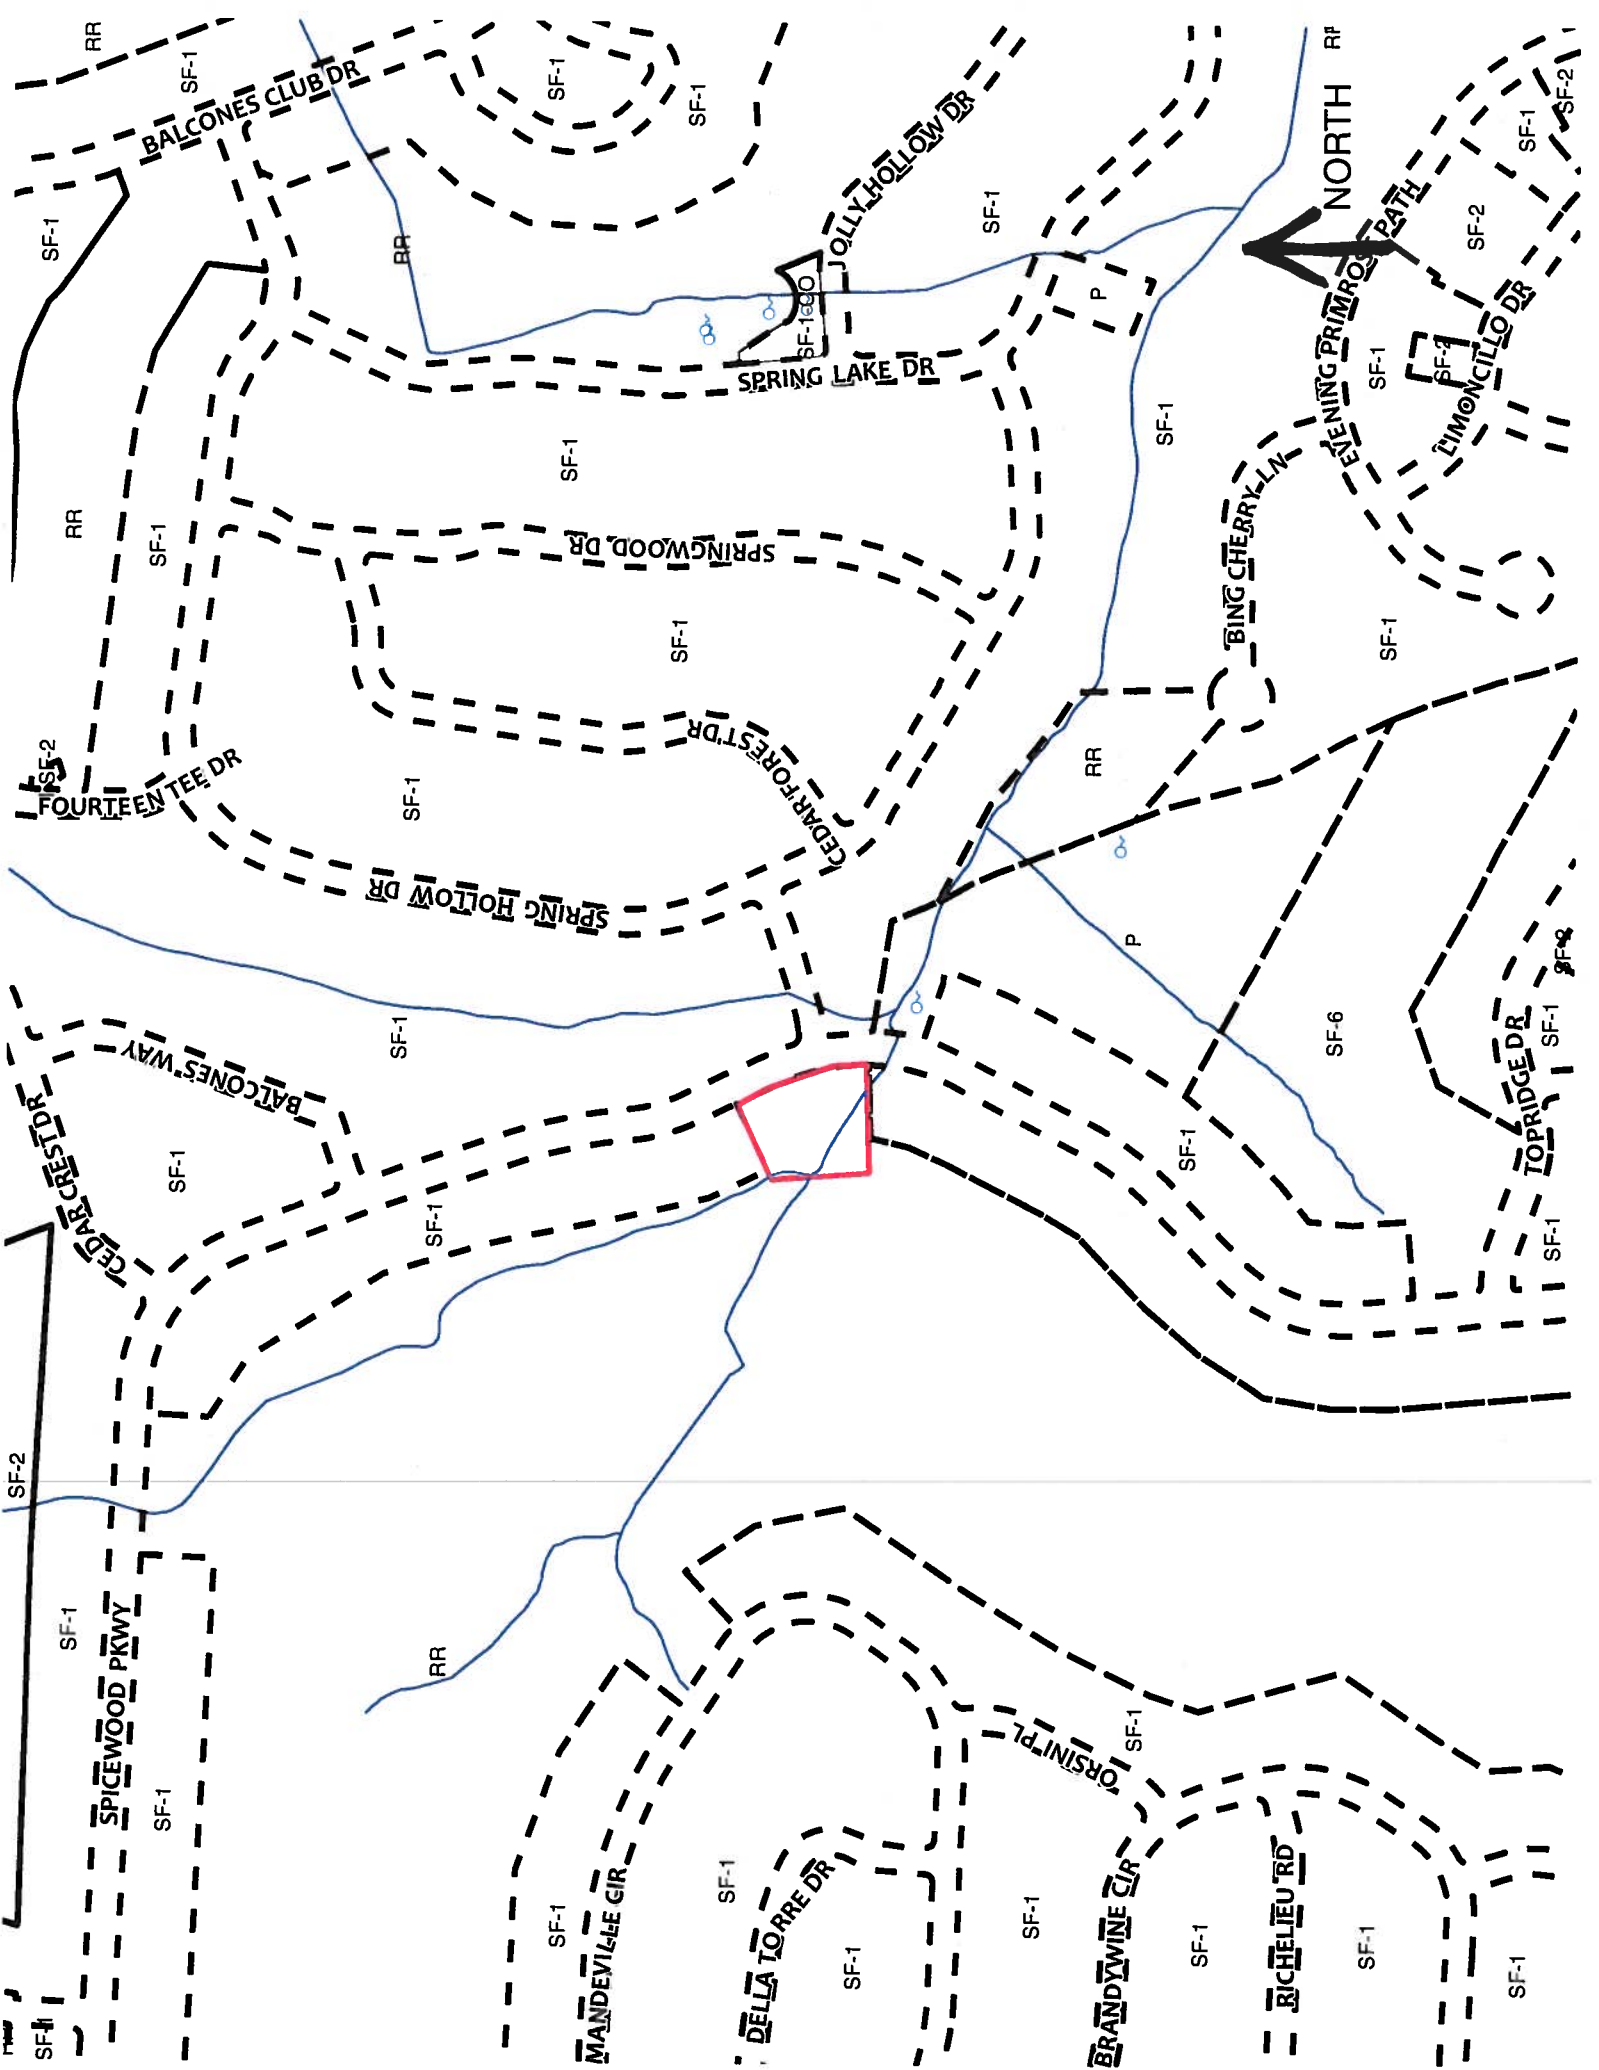 RR
SF-1
BALCONES CLUB DR
SF-1
SF-1
SF-1
RR
JOLLY HOLLOW DR
SF-1
NORTH
SF-1
SF-2
EVENING PRIMROSE PATH
SF-2
P
SF-1-CO
SPRING LAKE DR
SF-1
SF-2
LIMONCILLO DR
SF-1
SF-1
RR
SF-1
SPRINGWOOD DR
BING CHERRY LN
SF-1
SF-1
SF-2
FOURTEEN TEE DR
SF-1
CEDAR FOREST DR
RR
SPRING HOLLOW DR
P
SF-1
BALCONES WAY
CEDAR CREST DR
SF-1
SF-1
SF-6
SF-1
TOPRIDGE DR
SF-1
SF-1
SF-2
SF-1
SPICEWOOD PKWY
SF-1
RR
ORSINI PL
SF-1
SF-1
MANDEVILLE CIR
SF-1
DELLA TORRE DR
SF-1
SF-1
BRANDYWINE CIR
SF-1
RICHELIEU RD
SF-1
SF-1